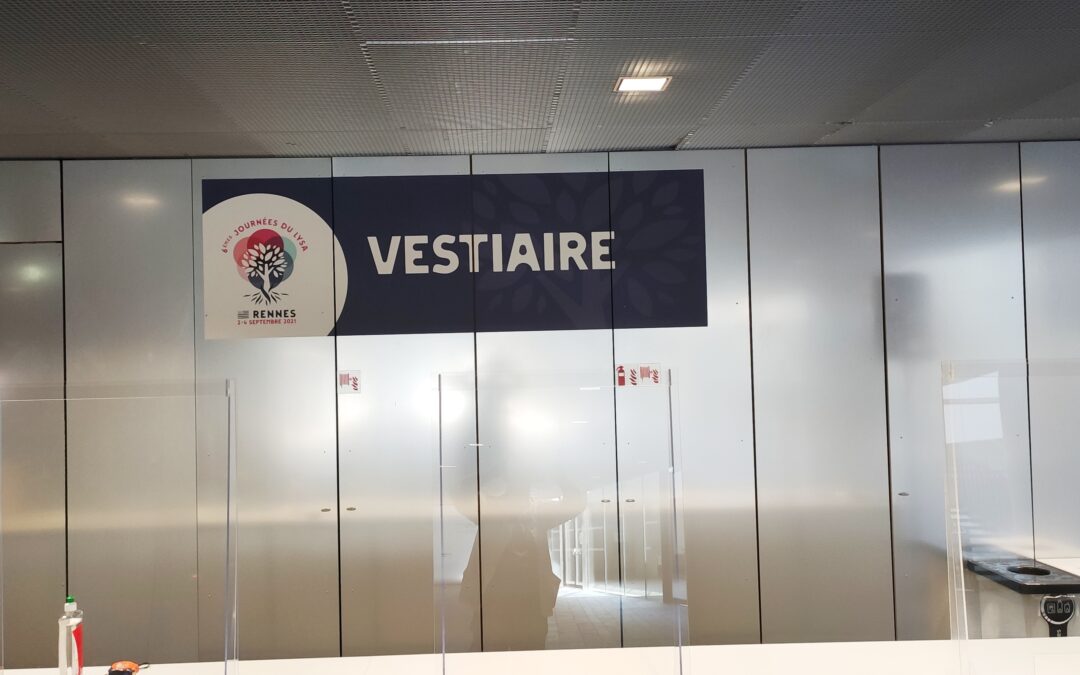 6ÈMES JOURNÉES DU LYSA
RENNES
2>4 SEPTEMBRE 2021
VESTIAIRE